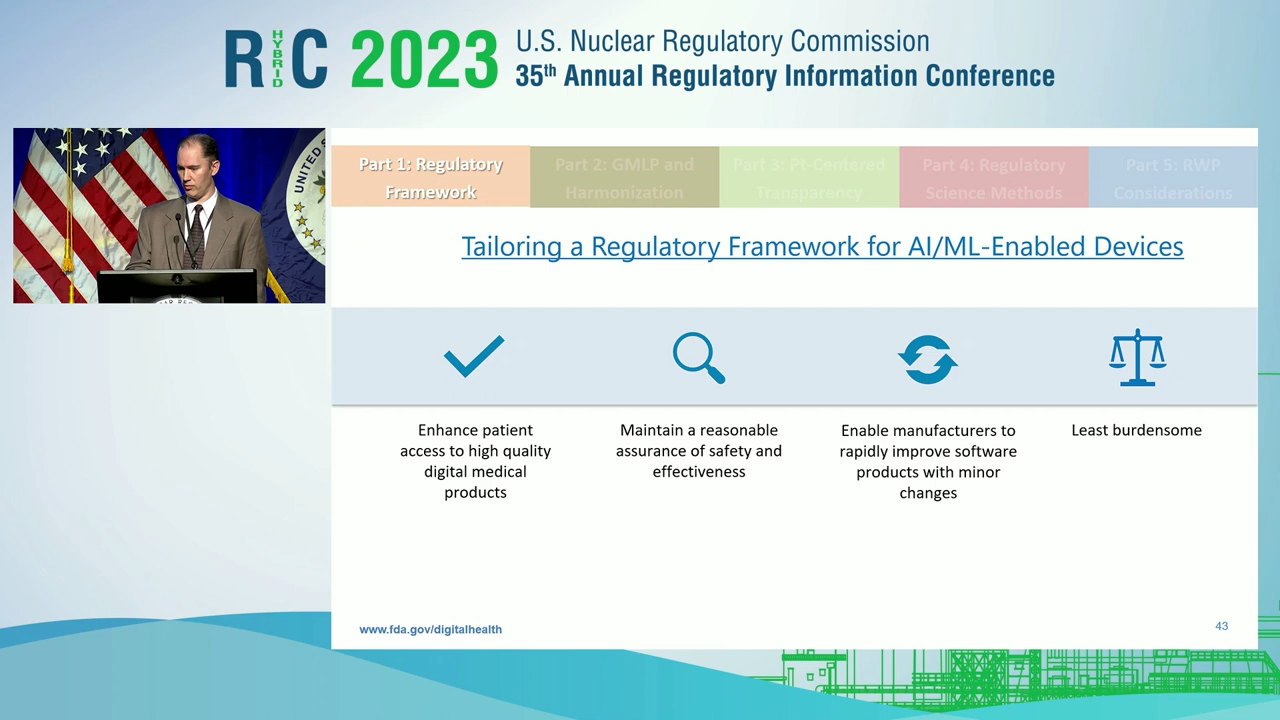 RIC 2023
HYBRID
U.S. Nuclear Regulatory Commission
35th Annual Regulatory Information Conference
UNITED
Part 1: Regulatory
Framework
Part 2: GMLP and
Harmonization
Part 3: Pt-Centered
Transparency
Part 4: Regulatory
Science Methods
Part 5: RWP
Considerations
Tailoring a Regulatory Framework for AI/ML-Enabled Devices
Enhance patient
access to high quality
digital medical
products
Maintain a reasonable
assurance of safety and
effectiveness
Enable manufacturers to
rapidly improve software
products with minor
changes
Least burdensome
www.fda.gov/digitalhealth
43